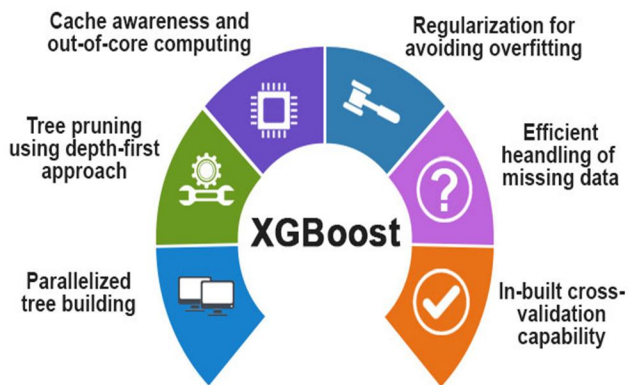 Cache awareness and
out-of-core computing
Regularization for
avoiding overfitting
Tree pruning
using depth-first
approach
Efficient
heandling of
missing data
XGBoost
Parallelized
tree building
In-built cross-
validation
capability